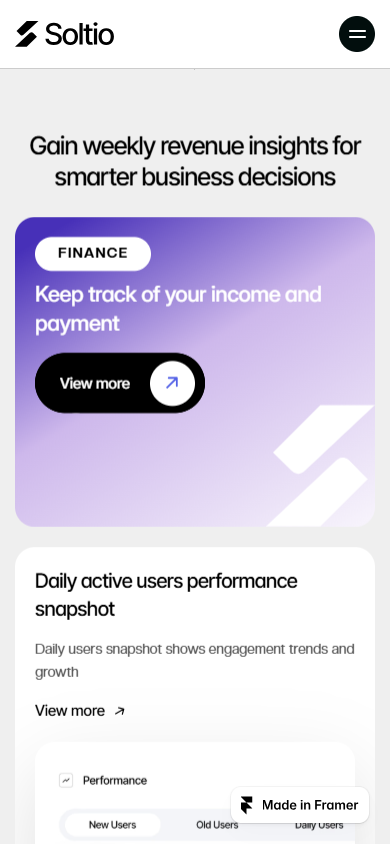 Soltio
Gain weekly revenue insights for
smarter business decisions
FINANCE
Keep track of your income and
payment
View more
Daily active users performance
snapshot
Daily users snapshot shows engagement trends and
growth
View more
Performance
Made in Framer
New Users Old Users Daily Users